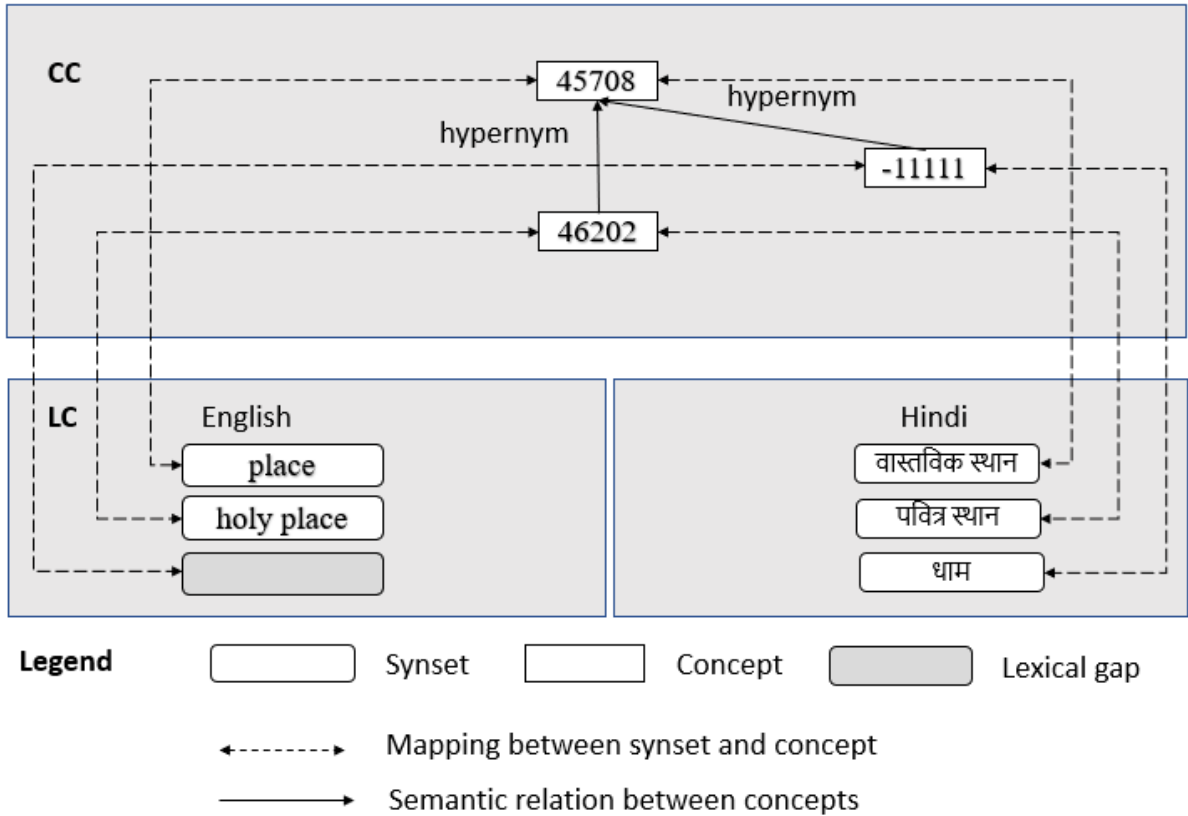 CC
45708
hypernym
hypernym
-11111
46202
LC
English
Hindi
place
वास्तविक स्थान
holy place
पवित्र स्थान
धाम
Legend
Synset
Concept
Lexical gap
Mapping between synset and concept
Semantic relation between concepts